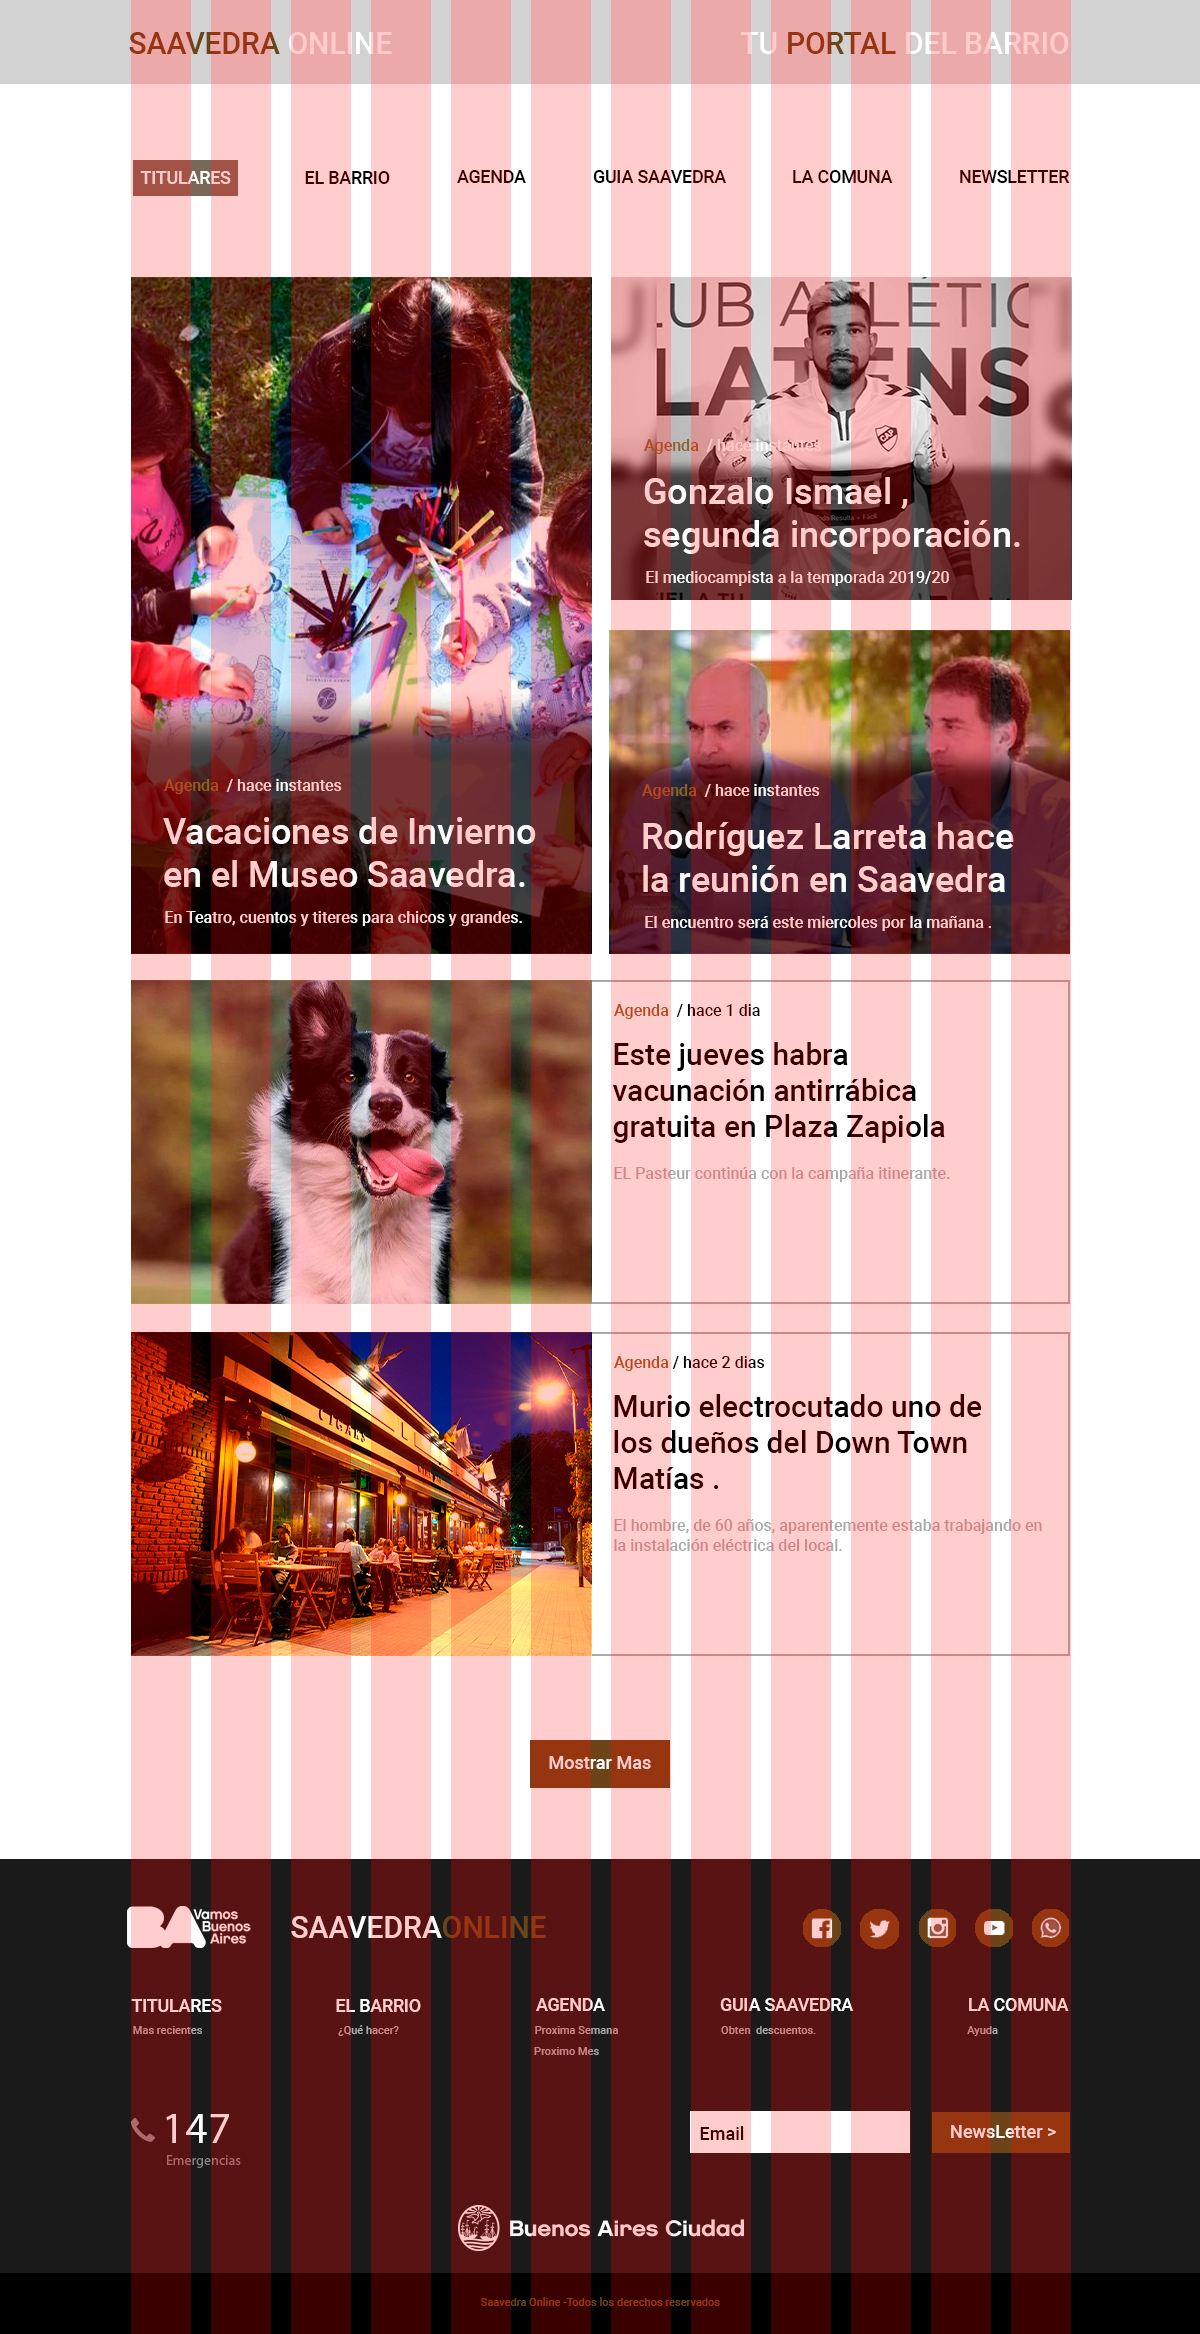 SAAVEDRA ONLINE
TU PORTAL DEL BARRIO
TITULARES
EL BARRIO
AGENDA
GUIA SAAVEDRA
LA COMUNA
NEWSLETTER
Agenda / hace instantes
Vacaciones de Invierno
en el Museo Saavedra.
En Teatro, cuentos y titeres para chicos y grandes.
LUB ATLÉTIC
LATENS
CAP
Agenda / hace instantes
Gonzalo Ismael ,
segunda incorporación.
El mediocampista a la temporada 2019/20
Agenda / hace instantes
Rodríguez Larreta hace
la reunión en Saavedra
El encuentro será este miercoles por la mañana .
Agenda / hace 1 dia
Este jueves habra
vacunación antirrábica
gratuita en Plaza Zapiola
EL Pasteur continúa con la campaña itinerante.
CIGARS
Agenda / hace 2 dias
Murio electrocutado uno de
los dueños del Down Town
Matías .
El hombre, de 60 años, aparentemente estaba trabajando en
la instalación eléctrica del local.
Mostrar Mas
BA Vamos
Buenos
Aires
SAAVEDRAONLINE
TITULARES
Mas recientes
EL BARRIO
¿Qué hacer?
AGENDA
Proxima Semana
Proximo Mes
GUIA SAAVEDRA
Obten descuentos.
LA COMUNA
Ayuda
147
Emergencias
Email
NewsLetter >
Buenos Aires Ciudad
Saavedra Online -Todos los derechos reservados